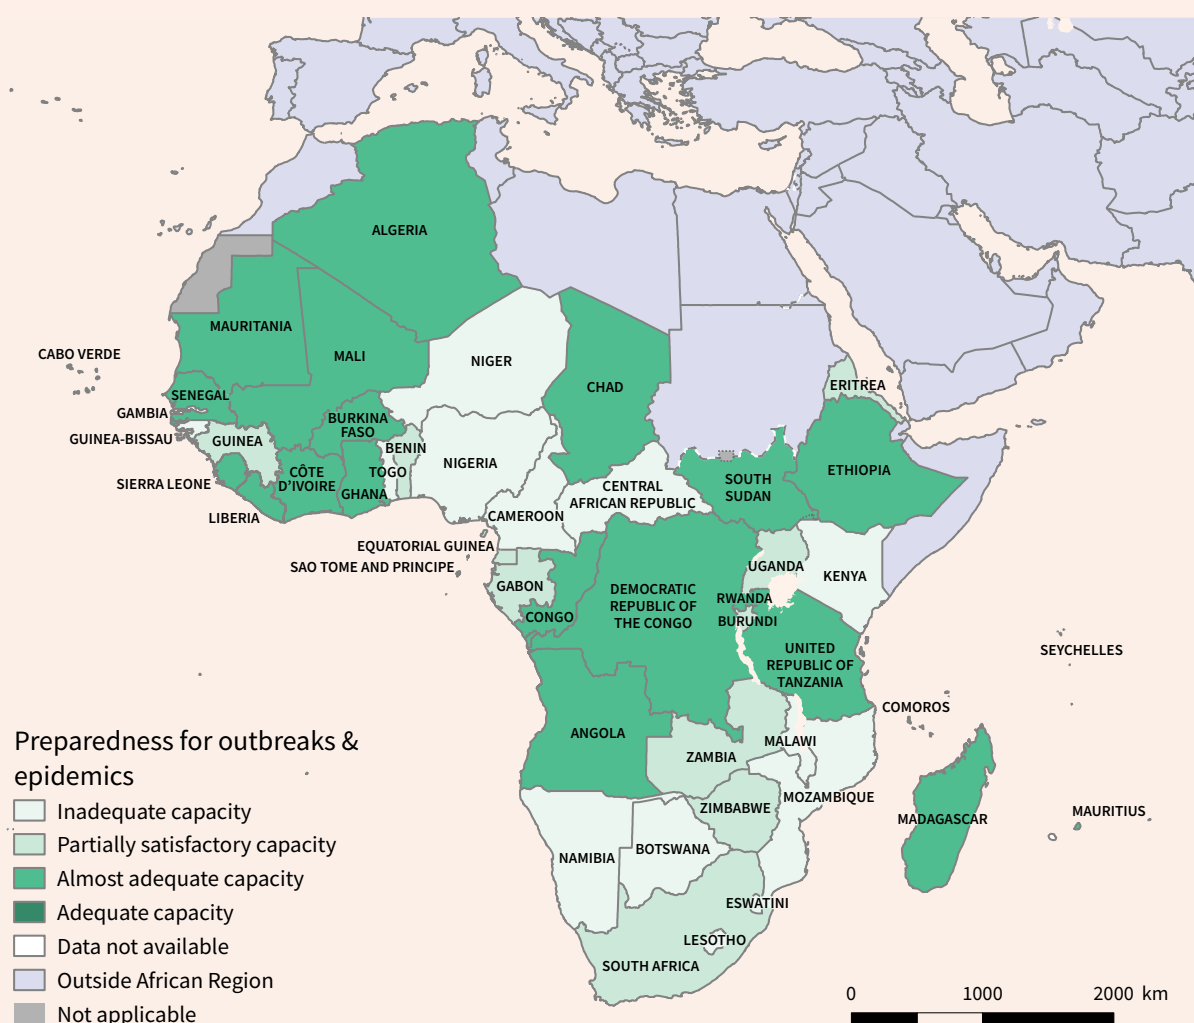 ALGERIA
MAURITANIA
MALI
NIGER
CABO VERDE
CHAD
ERITREA
SENEGAL
GAMBIA
BURKINA
FASO
GUINEA-BISSAU
GUINEA
BENIN
NIGERIA
ETHIOPIA
TOGO
CÔTE
D'IVOIRE
SIERRA LEONE
GHANA
SOUTH
SUDAN
CENTRAL
AFRICAN REPUBLIC
LIBERIA
CAMEROON
EQUATORIAL GUINEA
SAO TOME AND PRINCIPE
UGANDA
KENYA
GABON
DEMOCRATIC
REPUBLIC OF
THE CONGO
RWANDA
CONGO
BURUNDI
UNITED
REPUBLIC OF
TANZANIA
SEYCHELLES
COMOROS
ANGOLA
MALAWI
ZAMBIA
MOZAMBIQUE
ZIMBABWE
MADAGASCAR
MAURITIUS
NAMIBIA
BOTSWANA
ESWATINI
LESOTHO
SOUTH AFRICA
Preparedness for outbreaks &
epidemics
Inadequate capacity
Partially satisfactory capacity
Almost adequate capacity
Adequate capacity
Data not available
Outside African Region
Not applicable
0 1000 2000 km